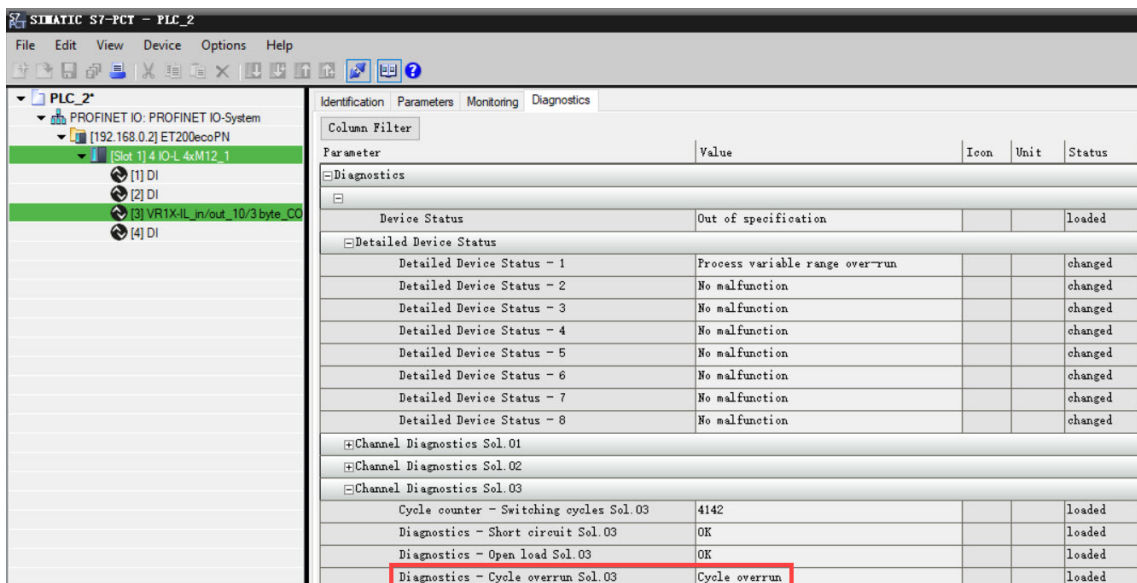 SIMATIC S7-PCT - PLC_2
File Edit View Device Options Help
PLC_2*
PROFINET IO: PROFINET IO-System
[192.168.0.2] ET200ecoPN
[Slot 1] 4 IO-L 4xM12_1
[1] DI
[2] DI
[3] VR1X-IL_in/out_10/3 byte_CO
[4] DI
Identification Parameters Monitoring Diagnostics
Column Filter
Parameter Value Icon Unit Status
Diagnostics
Device Status Out of specification loaded
Detailed Device Status
Detailed Device Status - 1 Process variable range over-run changed
Detailed Device Status - 2 No malfunction changed
Detailed Device Status - 3 No malfunction changed
Detailed Device Status - 4 No malfunction changed
Detailed Device Status - 5 No malfunction changed
Detailed Device Status - 6 No malfunction changed
Detailed Device Status - 7 No malfunction changed
Detailed Device Status - 8 No malfunction changed
Channel Diagnostics Sol.01
Channel Diagnostics Sol.02
Channel Diagnostics Sol.03
Cycle counter - Switching cycles Sol.03 4142 loaded
Diagnostics - Short circuit Sol.03 OK loaded
Diagnostics - Open load Sol.03 OK loaded
Diagnostics - Cycle overrun Sol.03 Cycle overrun loaded